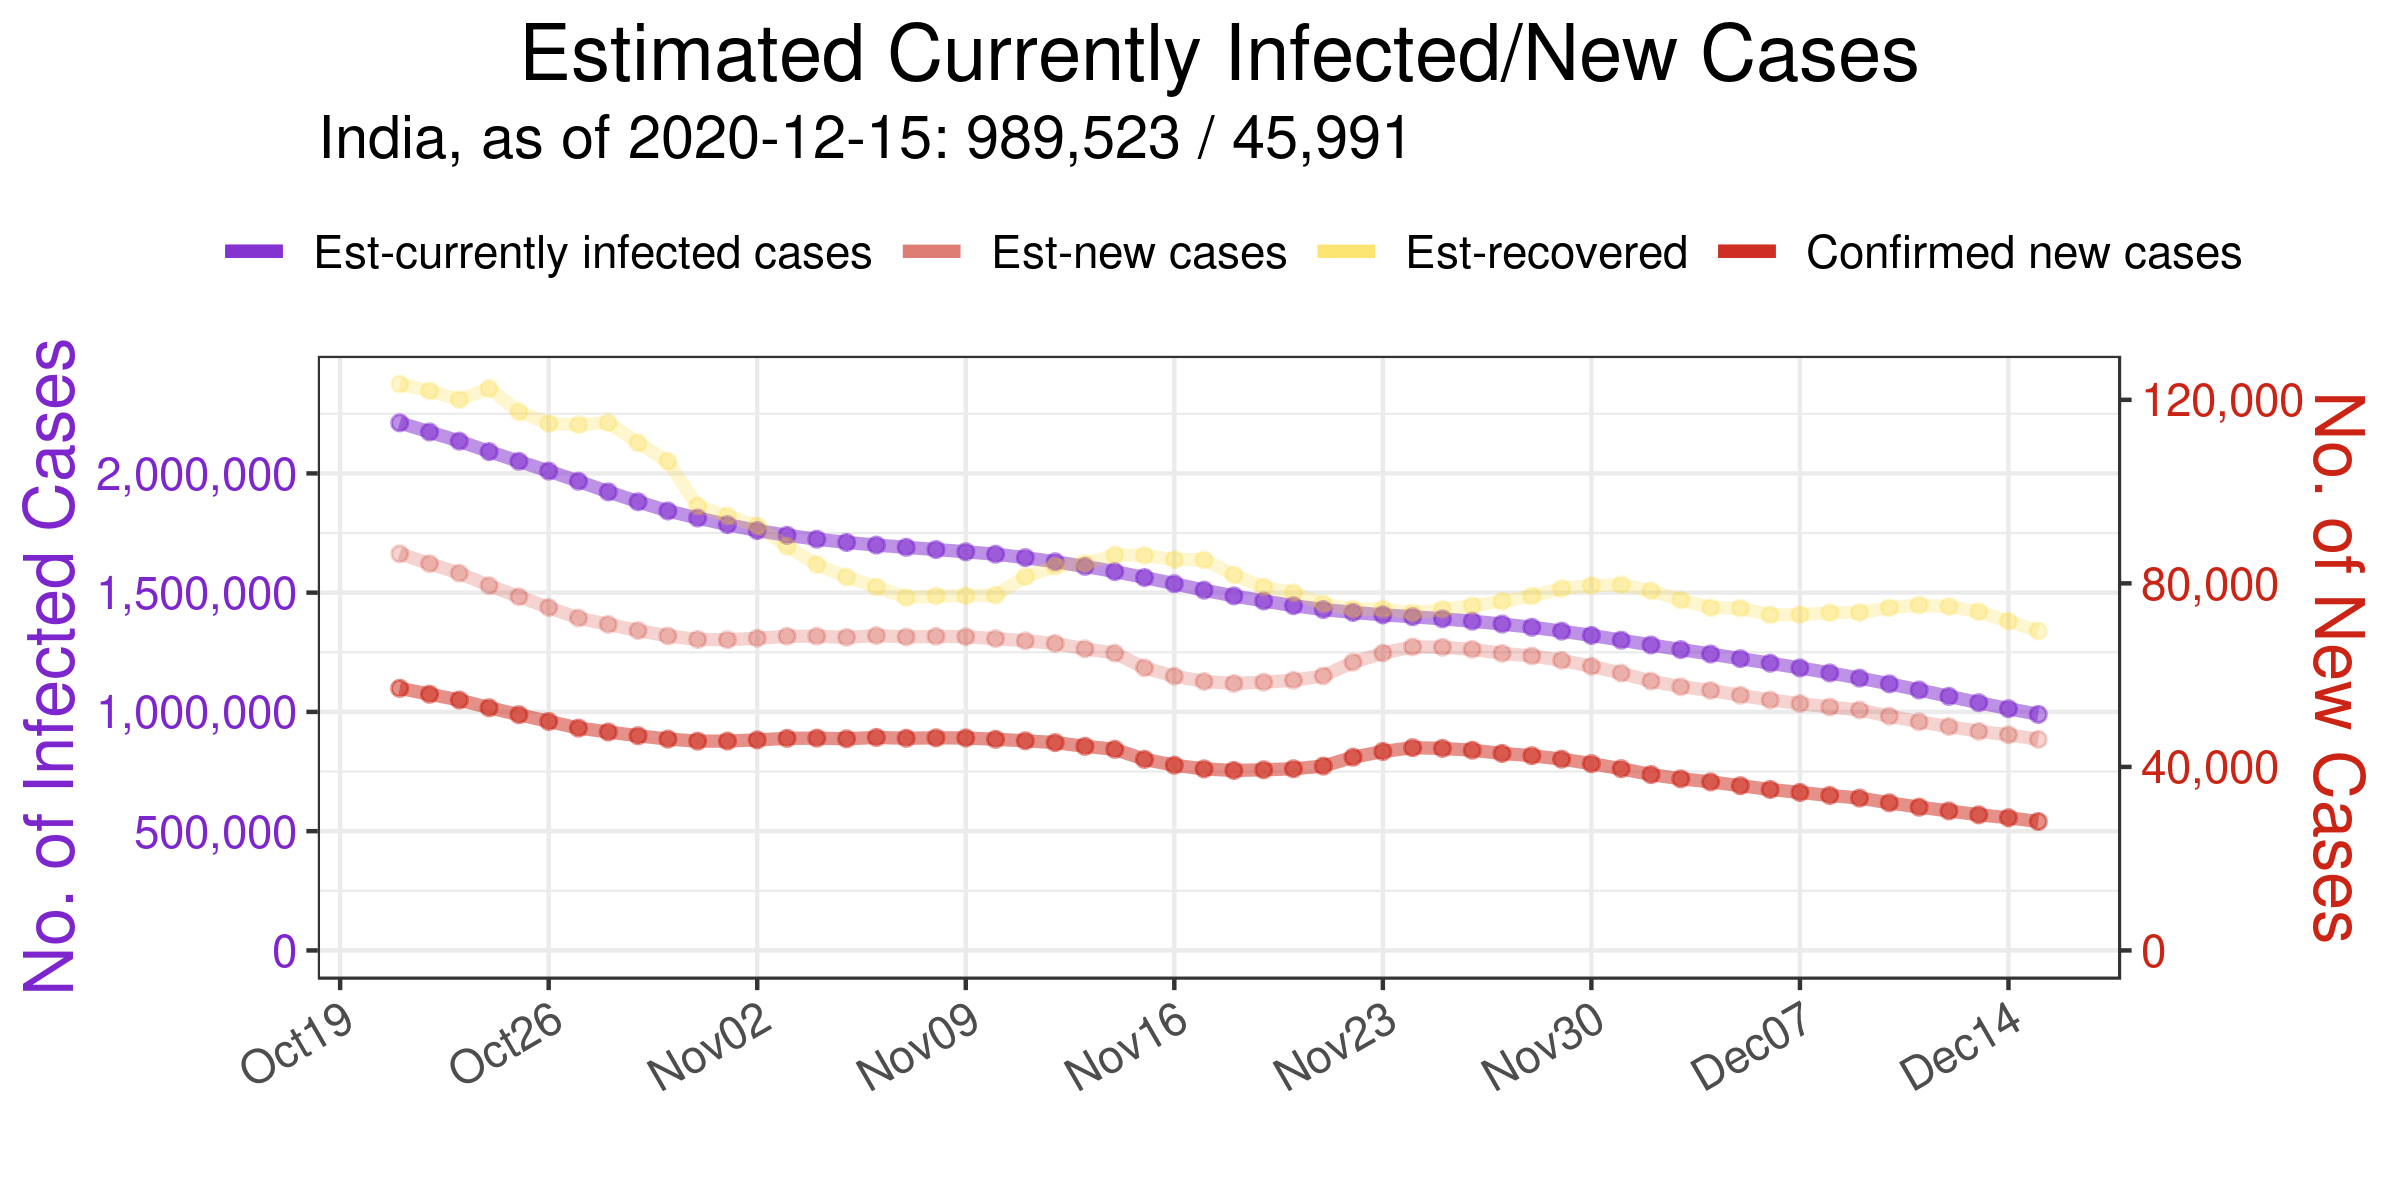 Estimated Currently Infected/New Cases
India, as of 2020-12-15: 989,523 / 45,991
Est-currently infected cases Est-new cases Est-recovered Confirmed new cases
No. of Infected Cases
2,000,000
1,500,000
1,000,000
500,000
0
120,000
80,000
40,000
0
No. of New Cases
Oct19 Oct26 Nov02 Nov09 Nov16 Nov23 Nov30 Dec07 Dec14